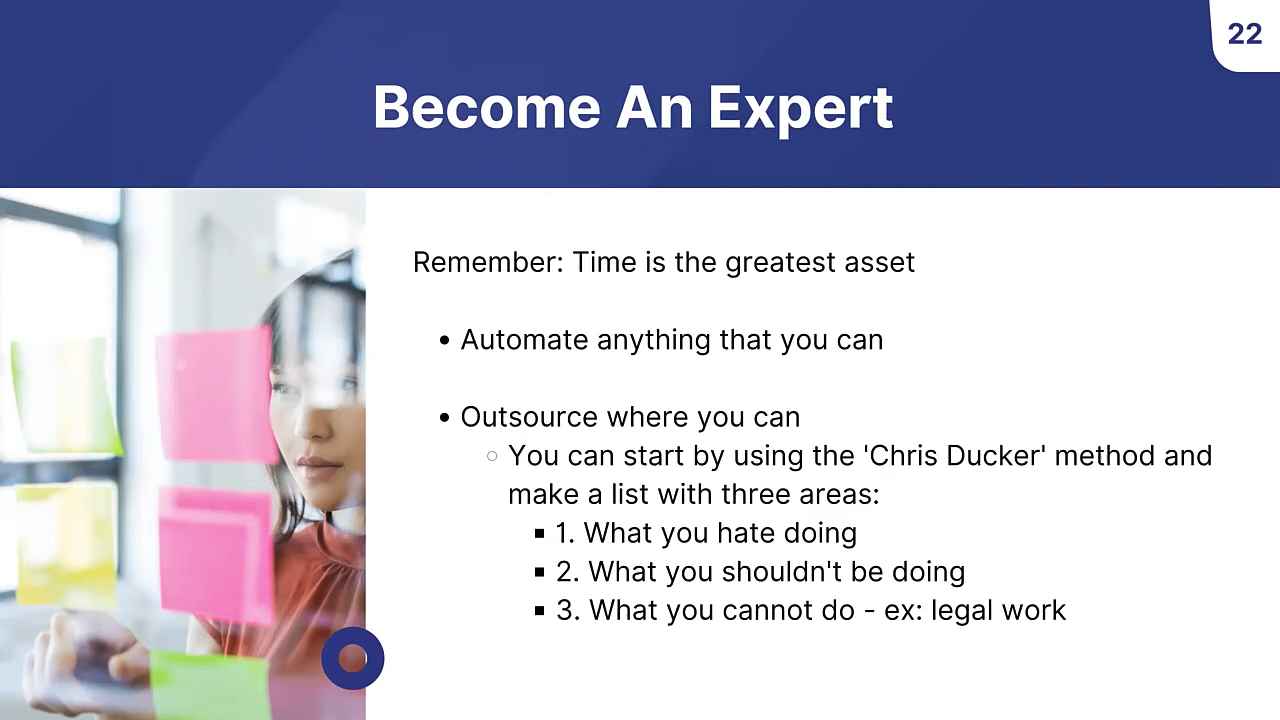 22
Become An Expert
Remember: Time is the greatest asset
• Automate anything that you can
• Outsource where you can
○ You can start by using the 'Chris Ducker' method and
make a list with three areas:
▪ 1. What you hate doing
▪ 2. What you shouldn't be doing
▪ 3. What you cannot do - ex: legal work